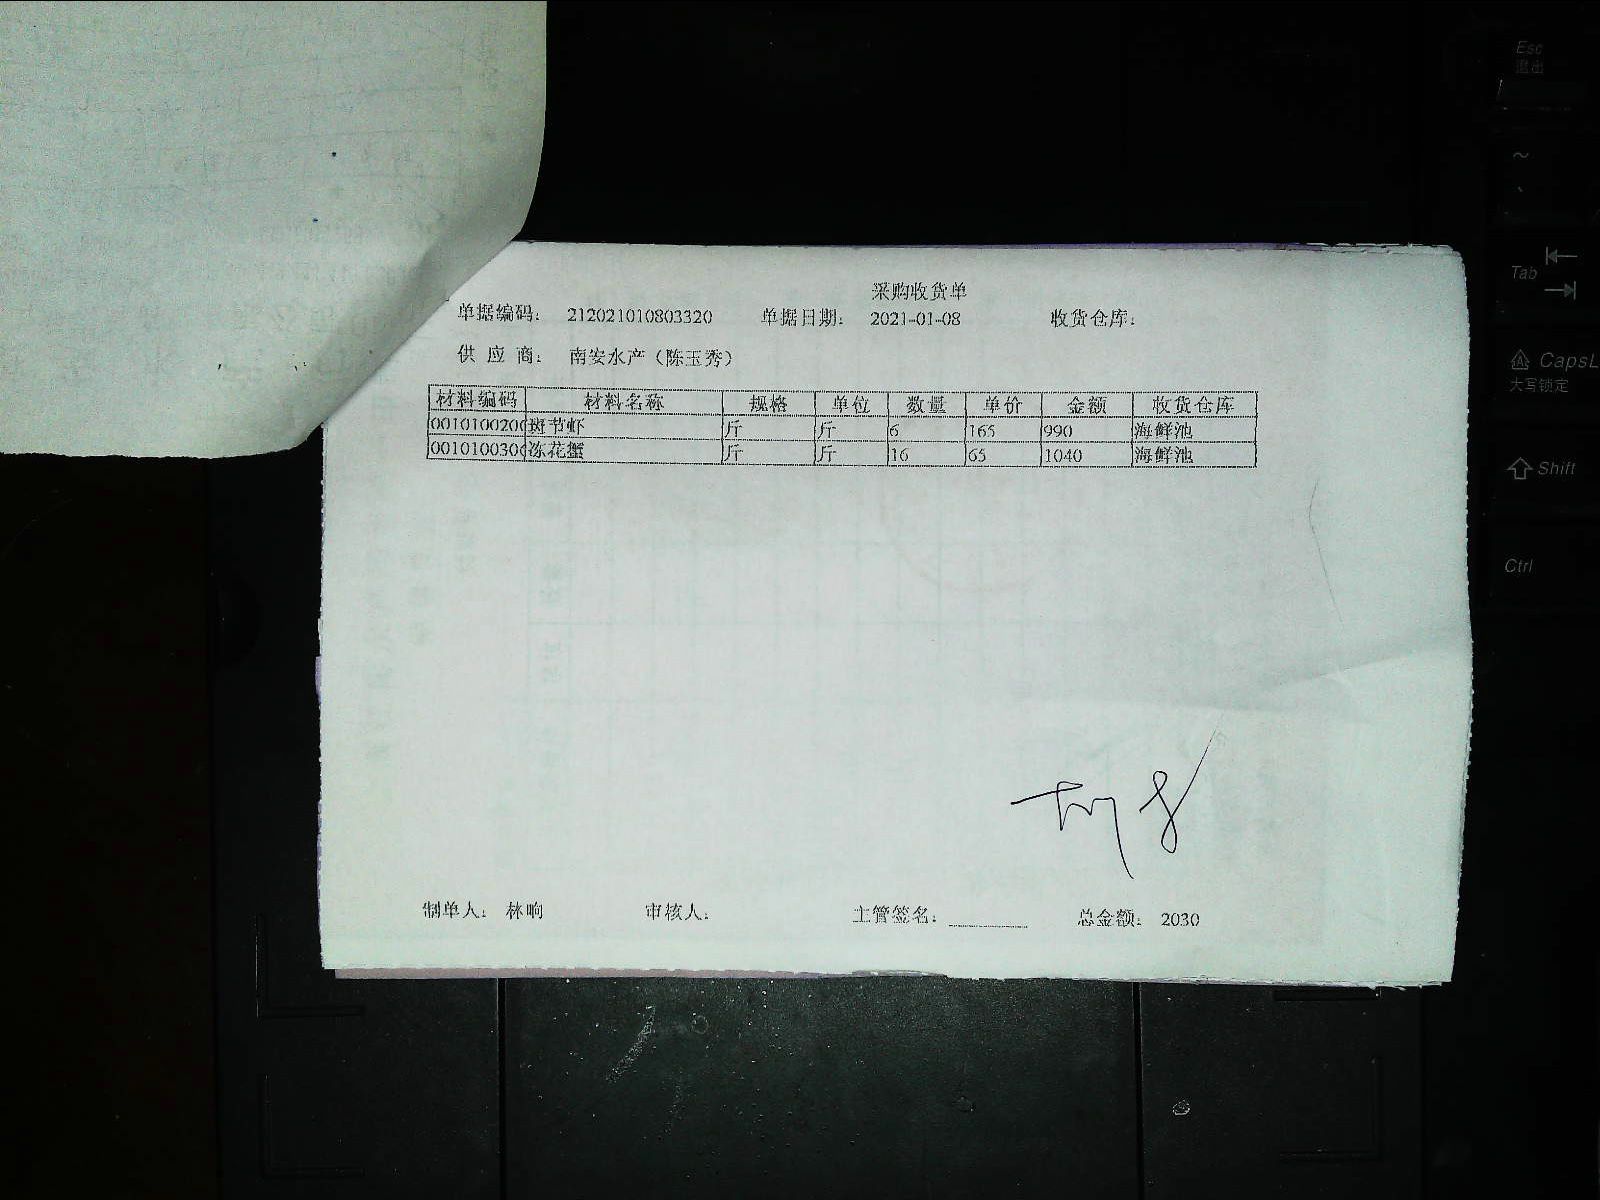 采购收货单
单据编码： 212021010803320 单据日期： 2021-01-08 收货仓库：
供 应 商： 南安水产（陈玉秀）
材料编码 材料名称 规格 单位 数量 单价 金额 收货仓库
0010100200 斑节虾 斤 斤 6 165 990 海鲜池
0010100300 冻花蟹 斤 斤 16 65 1040 海鲜池
制单人： 林晌 审核人： 主管签名： 总金额： 2030
Esc
退出
~
Tab
CapsL
大写锁定
Shift
Ctrl